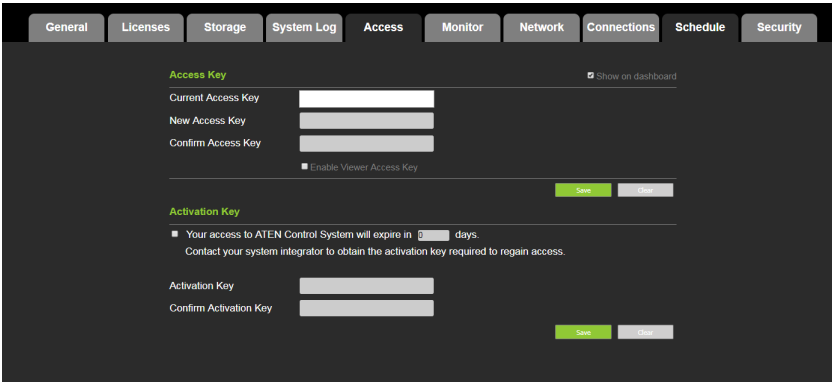 General Licenses Storage System Log Access Monitor Network Connections Schedule Security
Access Key Show on dashboard
Current Access Key
New Access Key
Confirm Access Key
Enable Viewer Access Key
Save Clear
Activation Key
Your access to ATEN Control System will expire in 0 days.
Contact your system integrator to obtain the activation key required to regain access.
Activation Key
Confirm Activation Key
Save Clear